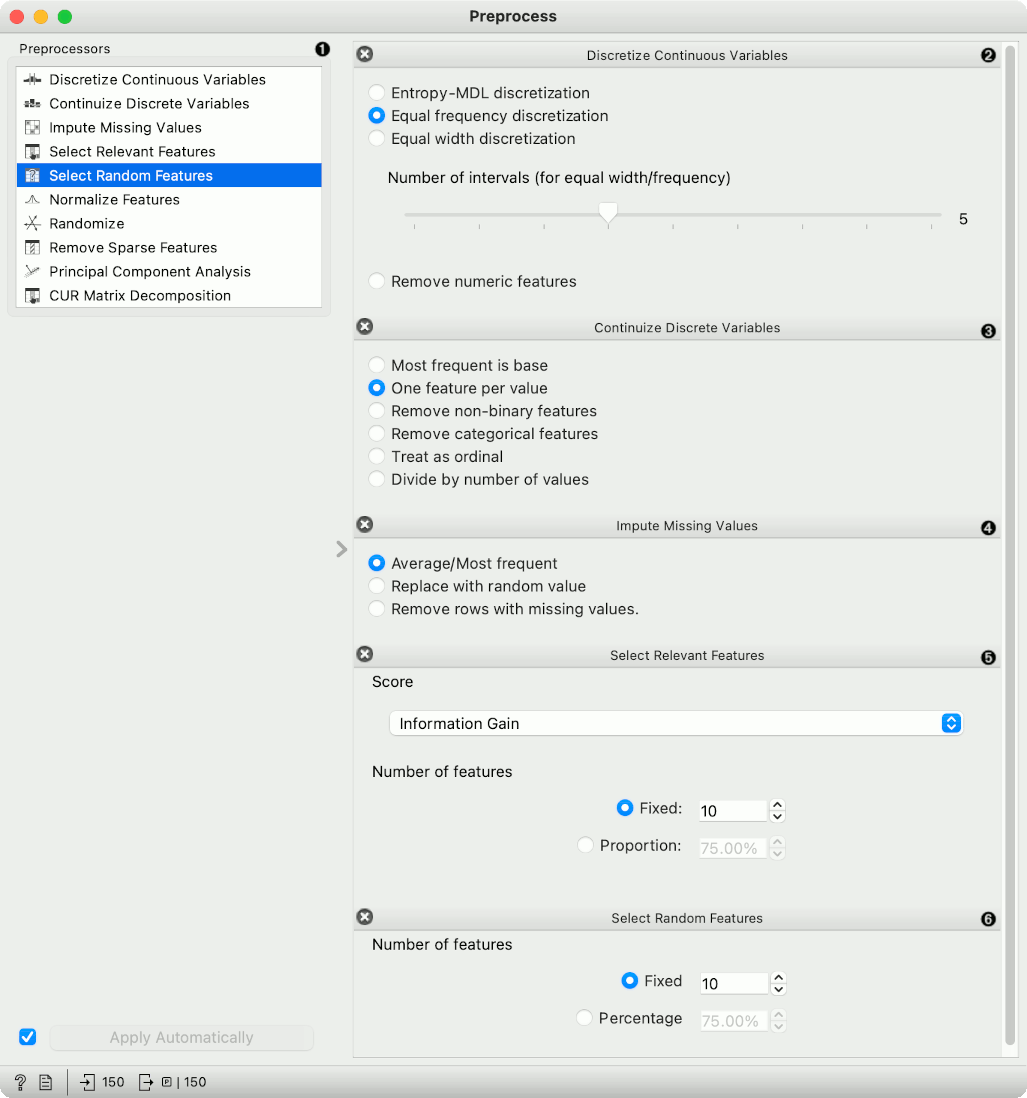 Preprocess
Preprocessors ❶
Discretize Continuous Variables
Continuize Discrete Variables
Impute Missing Values
Select Relevant Features
Select Random Features
Normalize Features
Randomize
Remove Sparse Features
Principal Component Analysis
CUR Matrix Decomposition
Discretize Continuous Variables ❷
Entropy-MDL discretization
Equal frequency discretization
Equal width discretization
Number of intervals (for equal width/frequency)
5
Remove numeric features
Continuize Discrete Variables ❸
Most frequent is base
One feature per value
Remove non-binary features
Remove categorical features
Treat as ordinal
Divide by number of values
Impute Missing Values ❹
Average/Most frequent
Replace with random value
Remove rows with missing values.
Select Relevant Features ❺
Score
Information Gain
Number of features
Fixed: 10
Proportion: 75.00%
Select Random Features ❻
Number of features
Fixed 10
Percentage 75.00%
Apply Automatically
? 150 P | 150